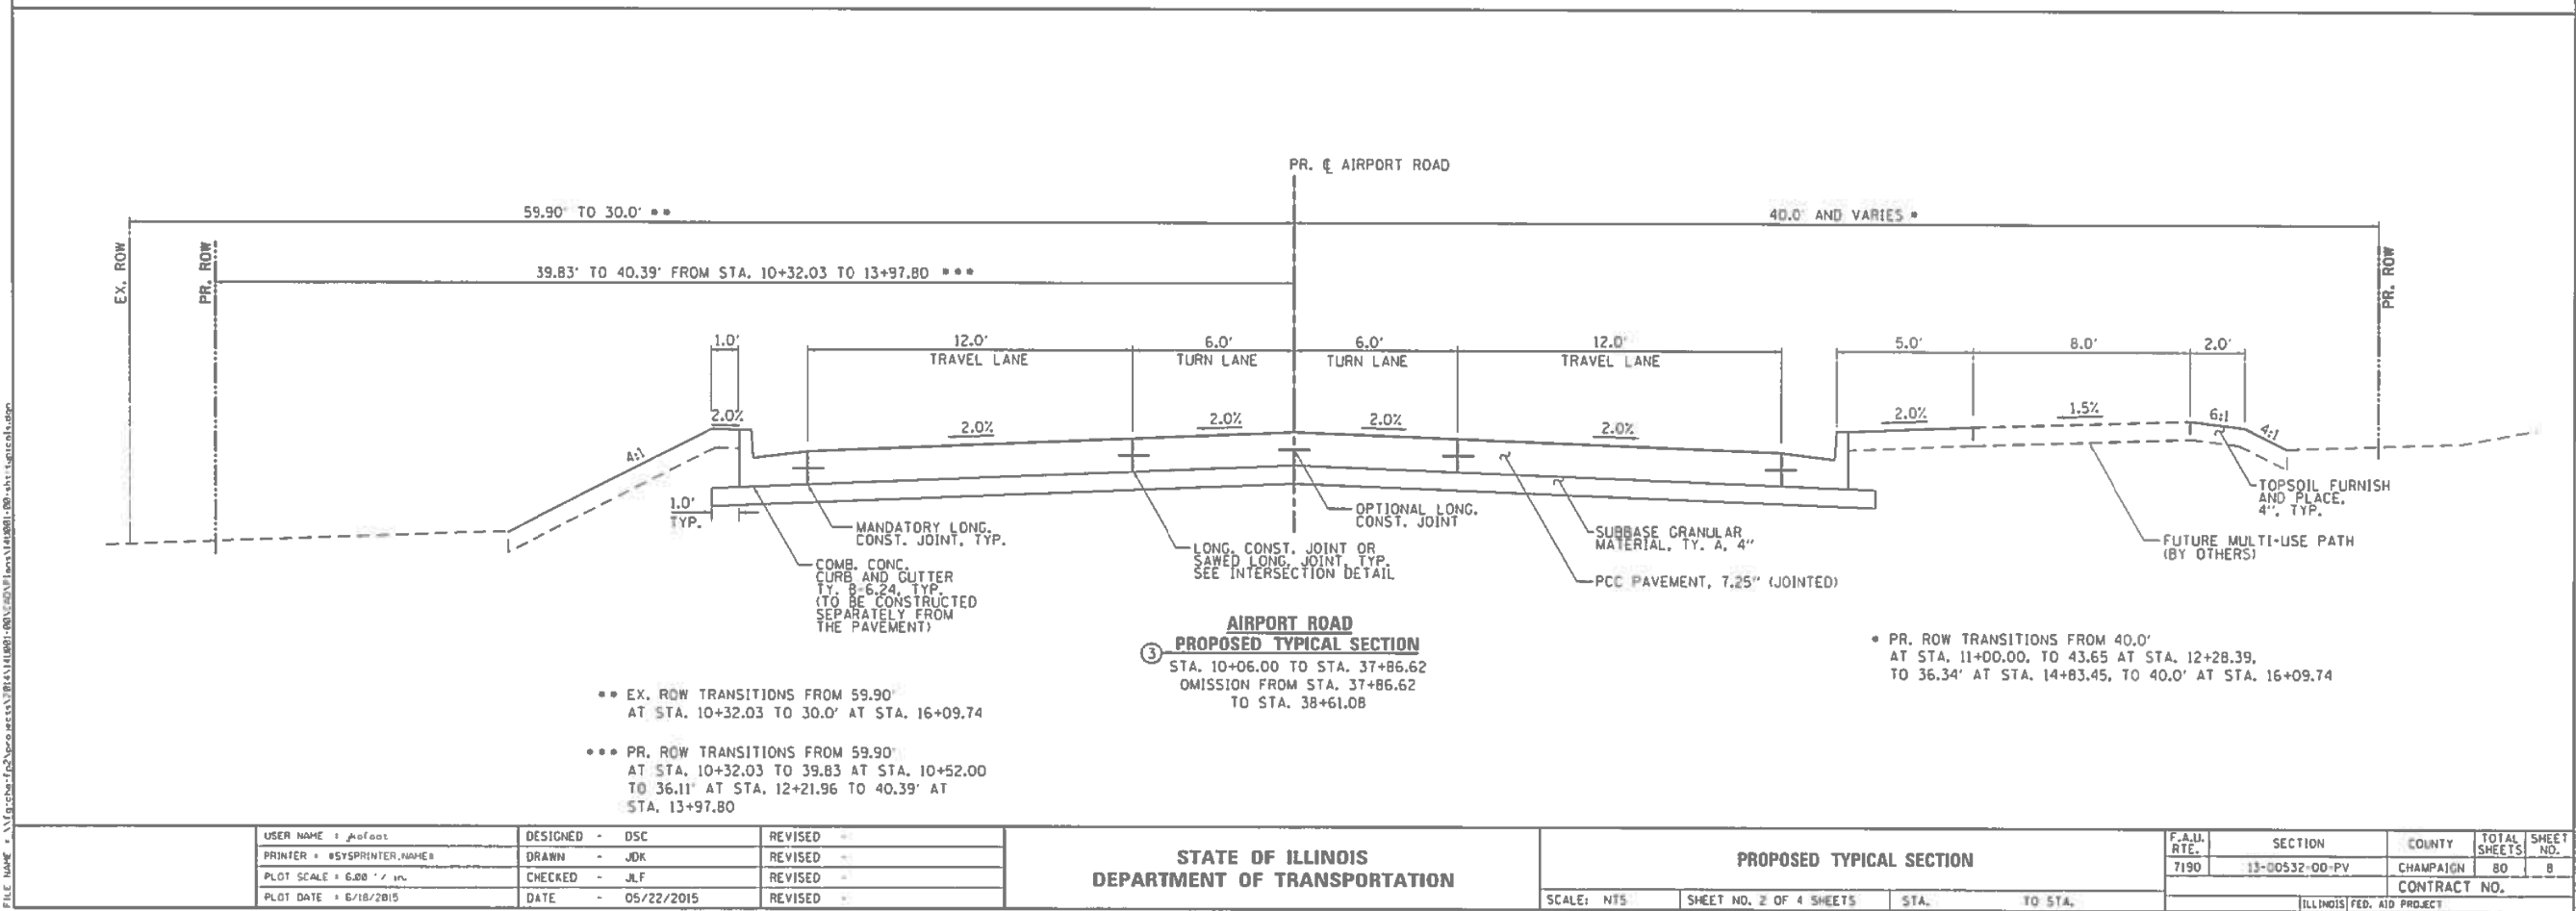 PR. ℄ AIRPORT ROAD
59.90' TO 30.0' **
40.0' AND VARIES *
EX. ROW
PR. ROW
PR. ROW
39.83' TO 40.39' FROM STA. 10+32.03 TO 13+97.80 ***
1.0'
12.0'
TRAVEL LANE
6.0'
TURN LANE
6.0'
TURN LANE
12.0'
TRAVEL LANE
5.0'
8.0'
2.0'
2.0%
2.0%
2.0%
2.0%
2.0%
2.0%
1.5%
6:1
4:1
4:1
1.0'
TYP.
MANDATORY LONG.
CONST. JOINT, TYP.
COMB. CONC.
CURB AND GUTTER
TY. B-6.24, TYP.
(TO BE CONSTRUCTED
SEPARATELY FROM
THE PAVEMENT)
LONG. CONST. JOINT OR
SAWED LONG. JOINT, TYP.
SEE INTERSECTION DETAIL
OPTIONAL LONG.
CONST. JOINT
SUBBASE GRANULAR
MATERIAL, TY. A, 4"
PCC PAVEMENT, 7.25" (JOINTED)
TOPSOIL FURNISH
AND PLACE,
4", TYP.
FUTURE MULTI-USE PATH
(BY OTHERS)
AIRPORT ROAD
3 PROPOSED TYPICAL SECTION
STA. 10+06.00 TO STA. 37+86.62
OMISSION FROM STA. 37+86.62
TO STA. 38+61.08
* PR. ROW TRANSITIONS FROM 40.0'
AT STA. 11+00.00, TO 43.65 AT STA. 12+28.39,
TO 36.34' AT STA. 14+83.45, TO 40.0' AT STA. 16+09.74
** EX. ROW TRANSITIONS FROM 59.90'
AT STA. 10+32.03 TO 30.0' AT STA. 16+09.74
*** PR. ROW TRANSITIONS FROM 59.90'
AT STA. 10+32.03 TO 39.83 AT STA. 10+52.00
TO 36.11' AT STA. 12+21.96 TO 40.39' AT
STA. 13+97.80
USER NAME =
PRINTER = $SYSPRINTER.NAME$
PLOT SCALE = 6.00 ' / in.
PLOT DATE = 6/18/2015
DESIGNED - DSC
DRAWN - JDK
CHECKED - JLF
DATE - 05/22/2015
REVISED -
REVISED -
REVISED -
REVISED -
STATE OF ILLINOIS
DEPARTMENT OF TRANSPORTATION
PROPOSED TYPICAL SECTION
SCALE: NTS
SHEET NO. 2 OF 4 SHEETS
STA. TO STA.
F.A.U. RTE.
SECTION
COUNTY
TOTAL SHEETS
SHEET NO.
7190
13-00532-00-PV
CHAMPAIGN
80
8
CONTRACT NO.
ILLINOIS FED. AID PROJECT
FILE NAME =